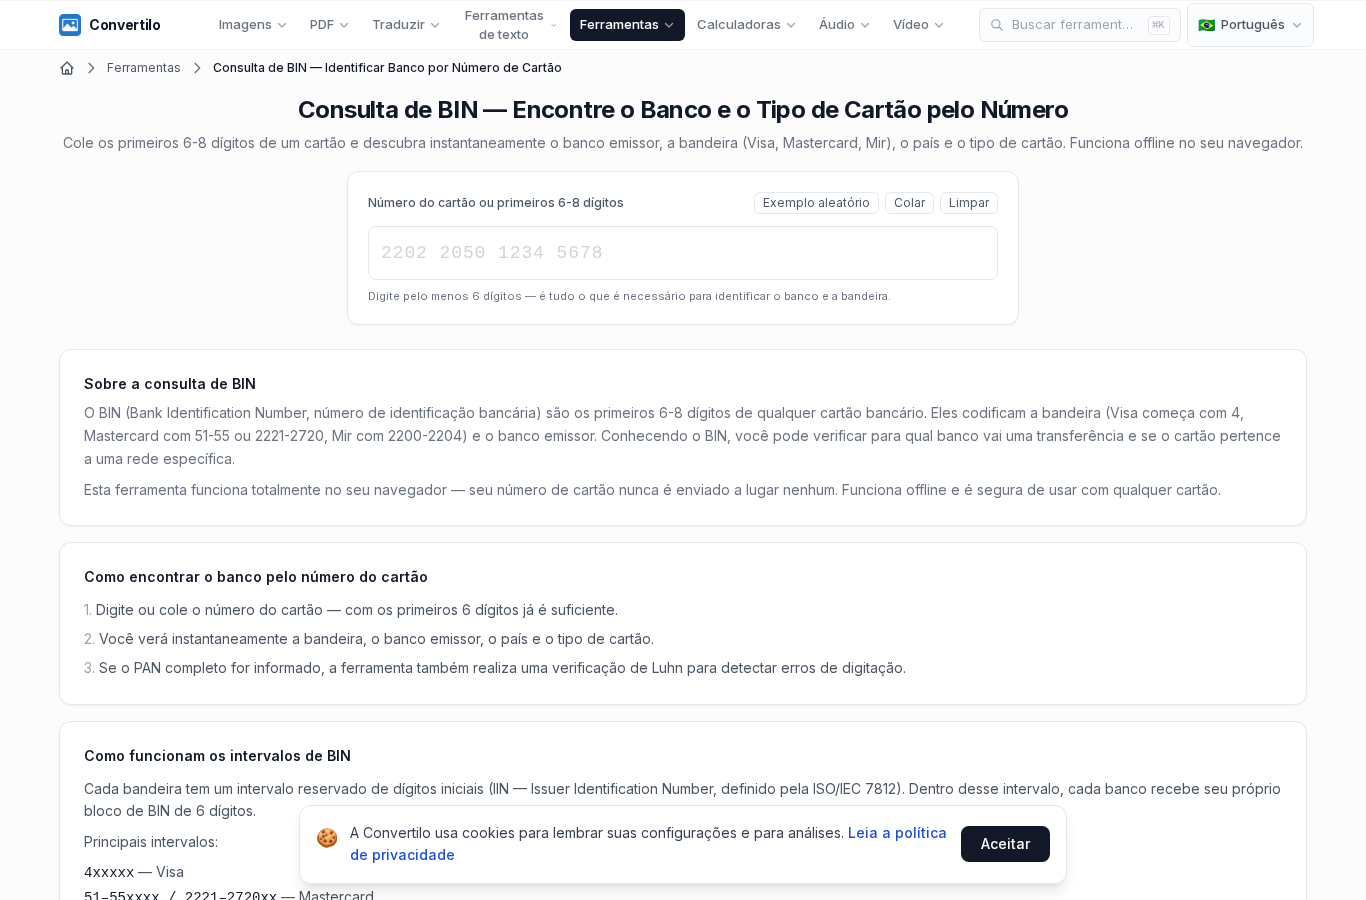 Convertilo
Imagens
PDF
Traduzir
Ferramentas
de texto
Ferramentas
Calculadoras
Áudio
Vídeo
Buscar ferrament…
⌘K
Português
Ferramentas
Consulta de BIN — Identificar Banco por Número de Cartão
Consulta de BIN — Encontre o Banco e o Tipo de Cartão pelo Número
Cole os primeiros 6-8 dígitos de um cartão e descubra instantaneamente o banco emissor, a bandeira (Visa, Mastercard, Mir), o país e o tipo de cartão. Funciona offline no seu navegador.
Número do cartão ou primeiros 6-8 dígitos
Exemplo aleatório
Colar
Limpar
2202 2050 1234 5678
Digite pelo menos 6 dígitos — é tudo o que é necessário para identificar o banco e a bandeira.
Sobre a consulta de BIN
O BIN (Bank Identification Number, número de identificação bancária) são os primeiros 6-8 dígitos de qualquer cartão bancário. Eles codificam a bandeira (Visa começa com 4,
Mastercard com 51-55 ou 2221-2720, Mir com 2200-2204) e o banco emissor. Conhecendo o BIN, você pode verificar para qual banco vai uma transferência e se o cartão pertence
a uma rede específica.
Esta ferramenta funciona totalmente no seu navegador — seu número de cartão nunca é enviado a lugar nenhum. Funciona offline e é segura de usar com qualquer cartão.
Como encontrar o banco pelo número do cartão
1. Digite ou cole o número do cartão — com os primeiros 6 dígitos já é suficiente.
2. Você verá instantaneamente a bandeira, o banco emissor, o país e o tipo de cartão.
3. Se o PAN completo for informado, a ferramenta também realiza uma verificação de Luhn para detectar erros de digitação.
Como funcionam os intervalos de BIN
Cada bandeira tem um intervalo reservado de dígitos iniciais (IIN — Issuer Identification Number, definido pela ISO/IEC 7812). Dentro desse intervalo, cada banco recebe seu próprio
bloco de BIN de 6 dígitos.
Principais intervalos:
4xxxxx — Visa
51–55xxxx / 2221–2720xx — Mastercard
A Convertilo usa cookies para lembrar suas configurações e para análises. Leia a política
de privacidade
Aceitar